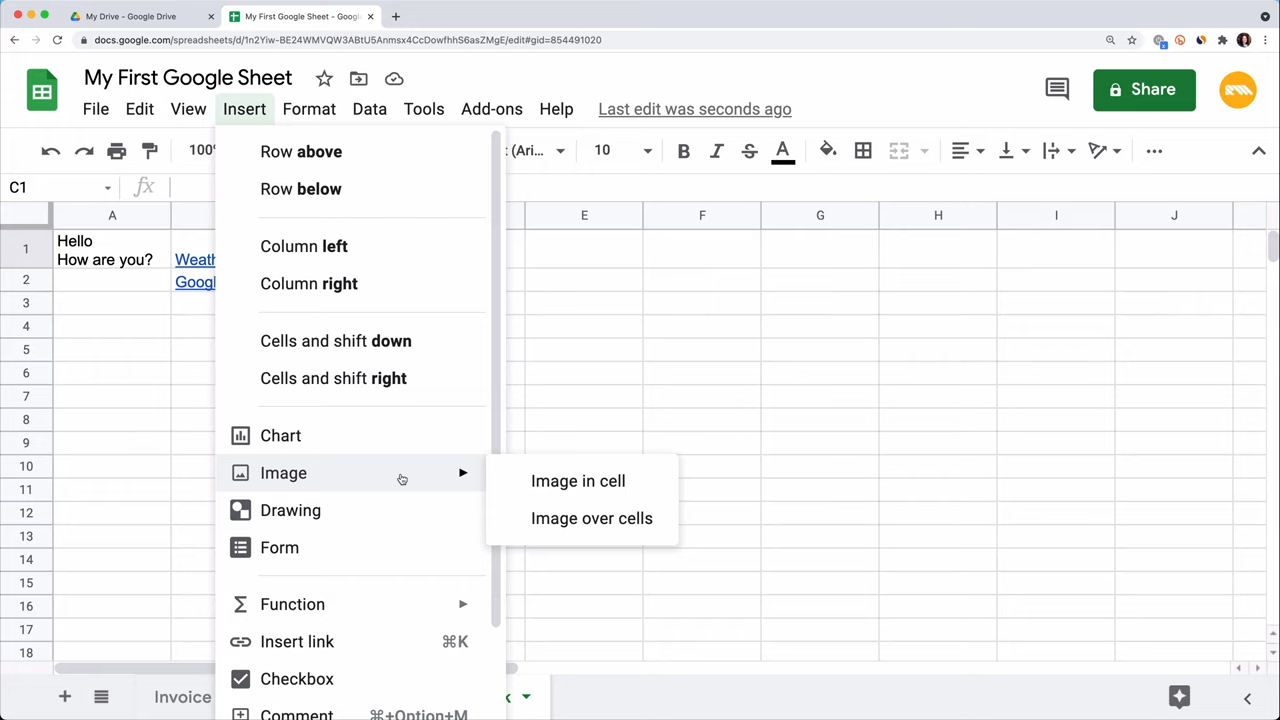 My Drive - Google Drive
My First Google Sheet - Goog
docs.google.com/spreadsheets/d/1n2Yiw-BE24WMVQW3ABtU5Anmsx4CcDowfhhS6asZMgE/edit#gid=854491020
My First Google Sheet
File Edit View Insert Format Data Tools Add-ons Help Last edit was seconds ago
Share
100% (Ari... 10
C1 fx
A E F G H I J
Row above
Row below
Column left
Column right
Cells and shift down
Cells and shift right
Chart
Image
Image in cell
Image over cells
Drawing
Form
Function
Insert link ⌘K
Checkbox
Comment ⌘+Option+M
1 Hello
How are you? Weath
2 Googl
3
4
5
6
7
8
9
10
11
12
13
14
15
16
17
18
Invoice k